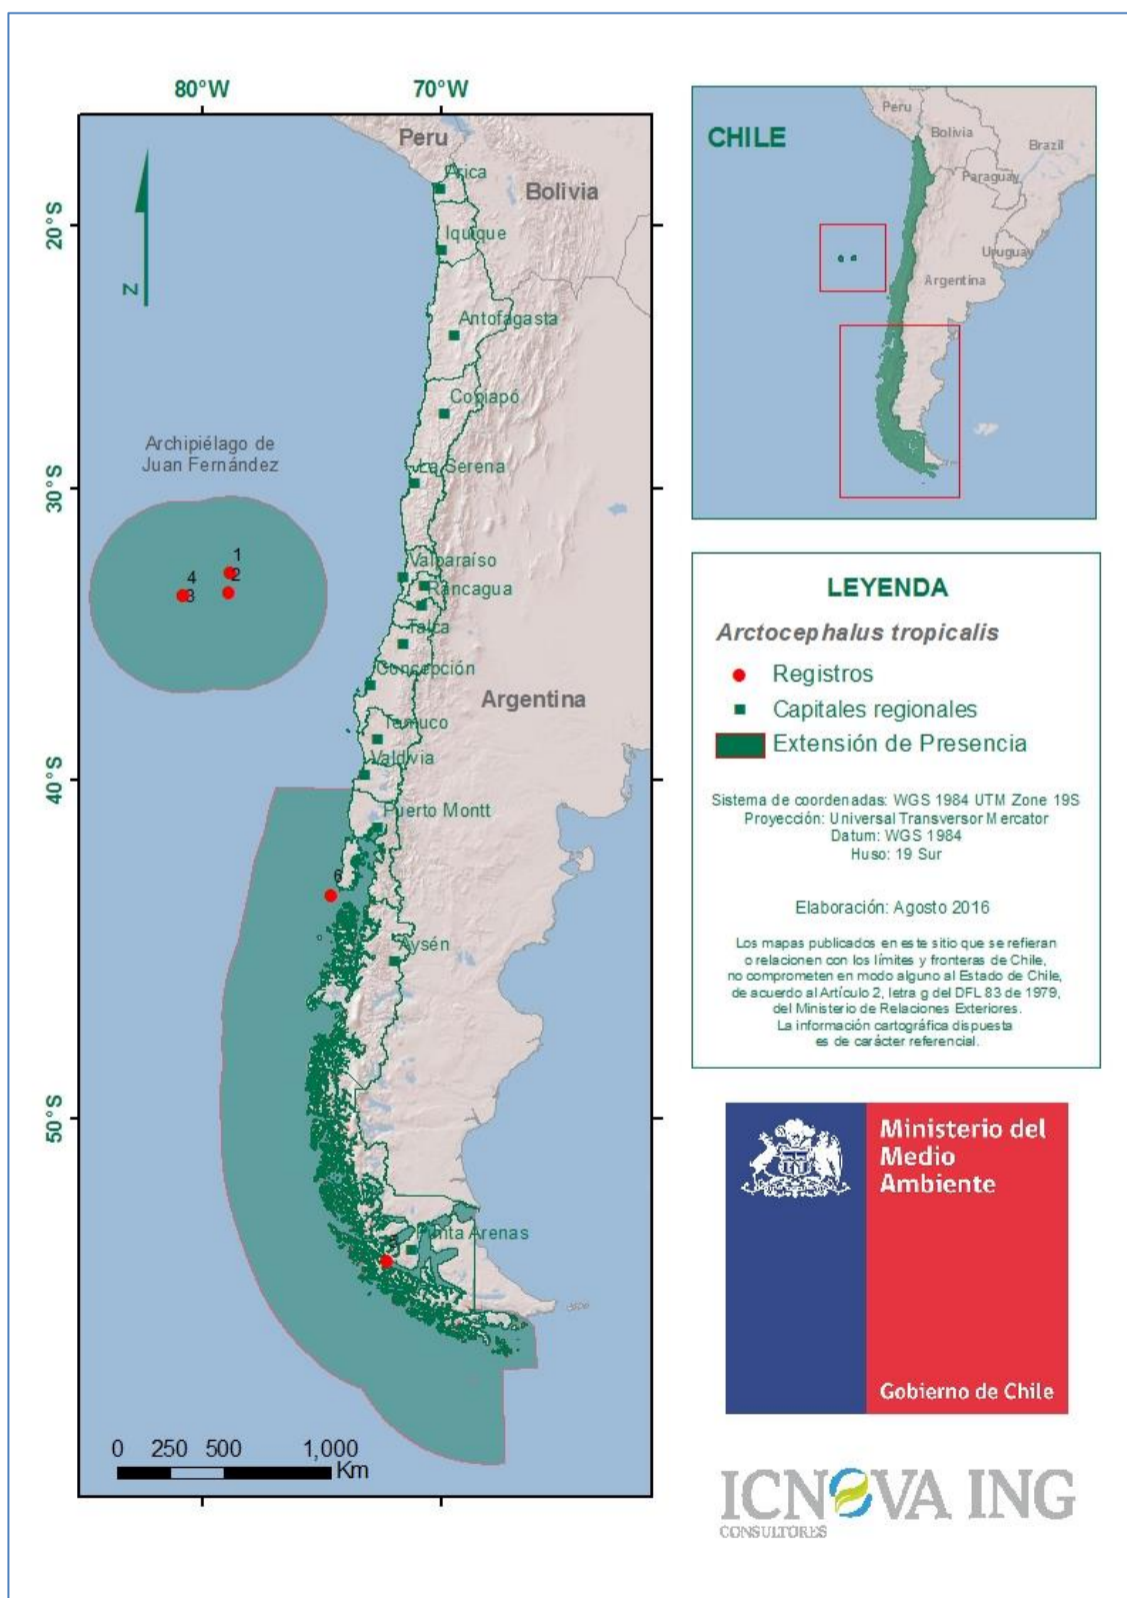 80°W
70°W
20°S
30°S
40°S
50°S
N
Peru
Bolivia
Arica
Iquique
Antofagasta
Copiapó
La Serena
Valparaíso
Rancagua
Talca
Concepción
Temuco
Valdivia
Puerto Montt
Aysén
Punta Arenas
Argentina
Archipiélago de
Juan Fernández
1
2
4
3
6
0 250 500 1,000
Km
CHILE
Peru
Bolivia
Brazil
Paraguay
Uruguay
Argentina
LEYENDA
Arctocephalus tropicalis
Registros
Capitales regionales
Extensión de Presencia
Sistema de coordenadas: WGS 1984 UTM Zone 19S
Proyección: Universal Transversor Mercator
Datum: WGS 1984
Huso: 19 Sur
Elaboración: Agosto 2016
Los mapas publicados en este sitio que se refieran
o relacionen con los límites y fronteras de Chile,
no comprometen en modo alguno al Estado de Chile,
de acuerdo al Artículo 2, letra g del DFL 83 de 1979,
del Ministerio de Relaciones Exteriores.
La información cartográfica dispuesta
es de carácter referencial.
Ministerio del
Medio
Ambiente
Gobierno de Chile
ICNOVA ING
CONSULTORES